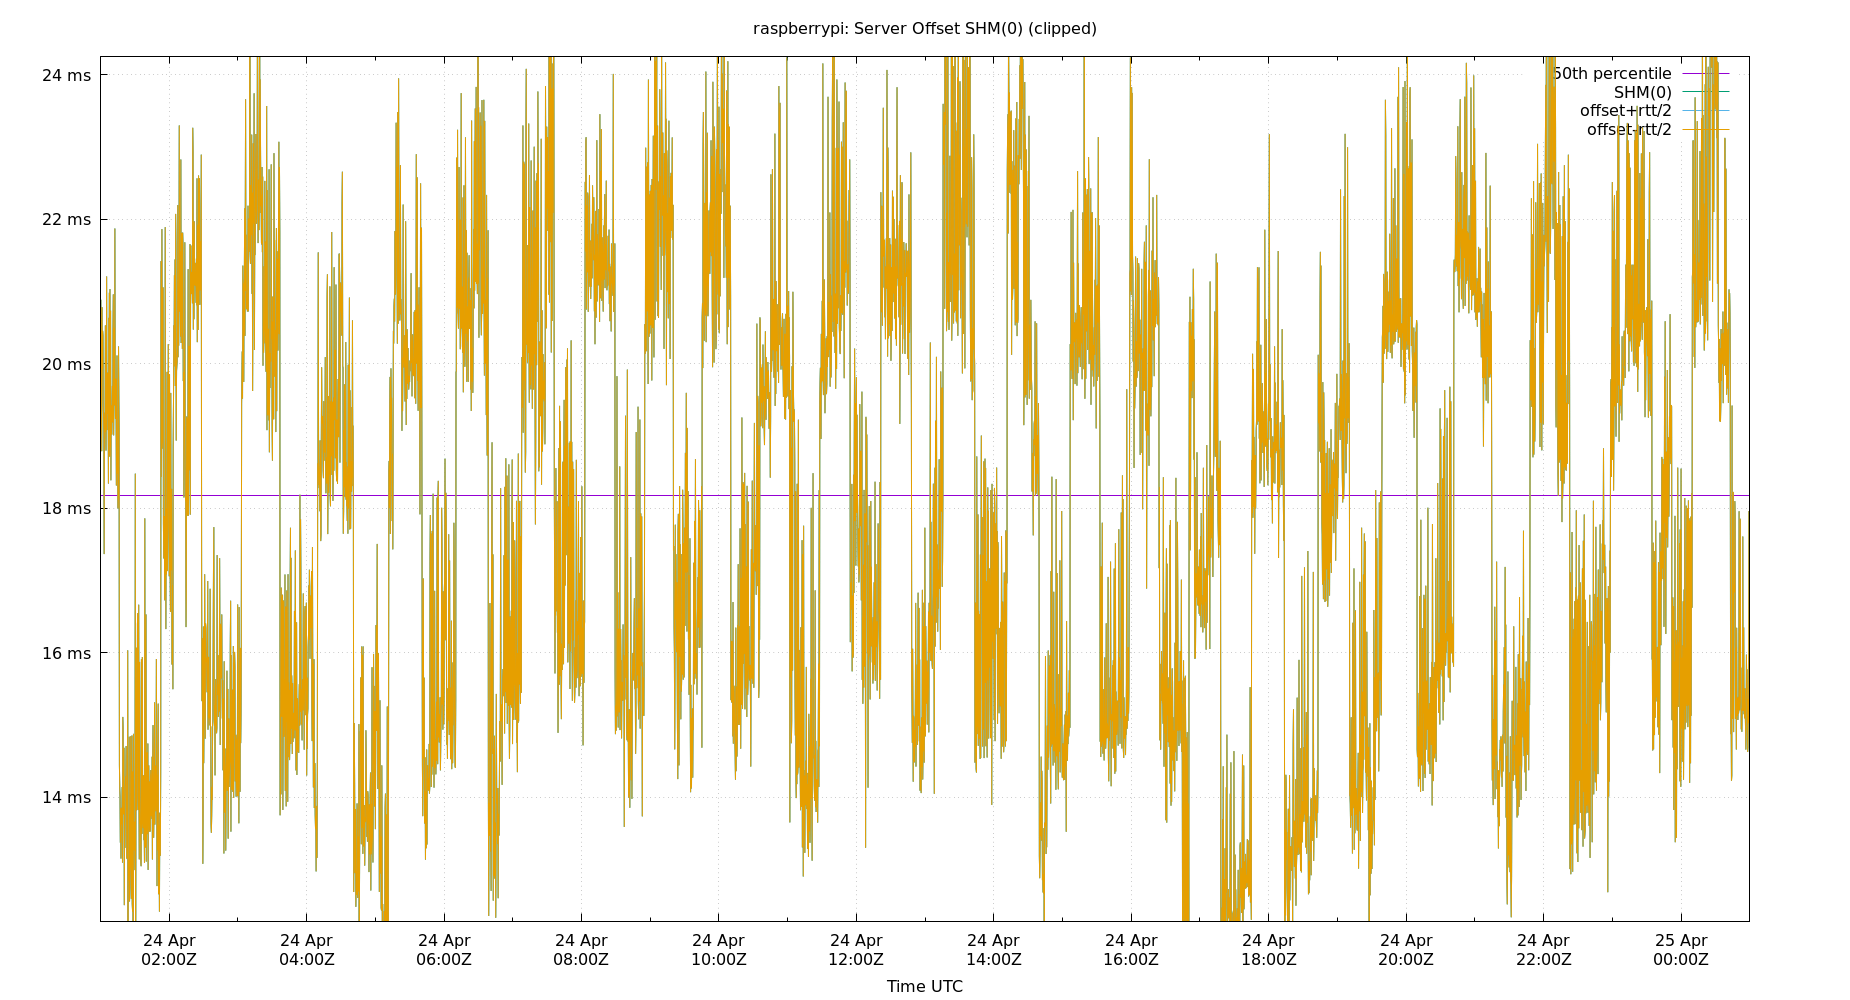 raspberrypi: Server Offset SHM(0) (clipped)
24 ms
22 ms
20 ms
18 ms
16 ms
14 ms
50th percentile
SHM(0)
offset+rtt/2
offset-rtt/2
24 Apr 24 Apr 24 Apr 24 Apr 24 Apr 24 Apr 24 Apr 24 Apr 24 Apr 24 Apr 24 Apr 25 Apr
02:00Z 04:00Z 06:00Z 08:00Z 10:00Z 12:00Z 14:00Z 16:00Z 18:00Z 20:00Z 22:00Z 00:00Z
Time UTC